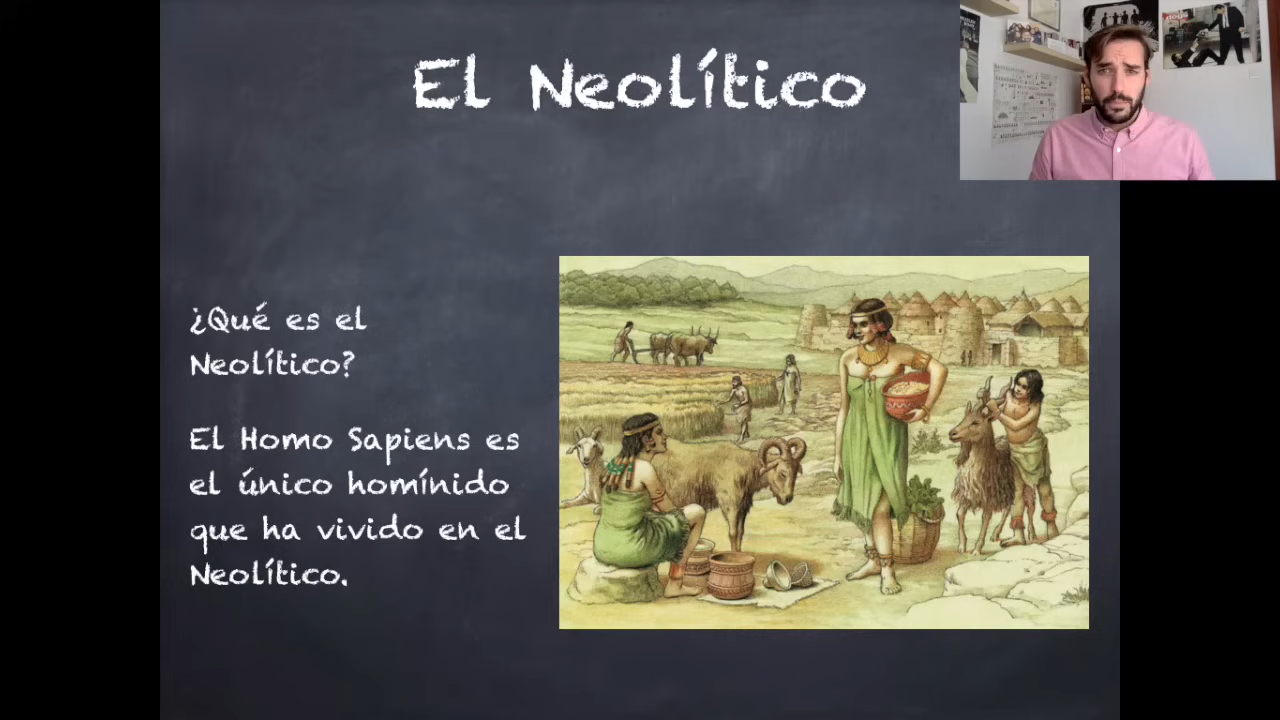 El Neolítico
¿Qué es el
Neolítico?
El Homo Sapiens es
el único homínido
que ha vivido en el
Neolítico.